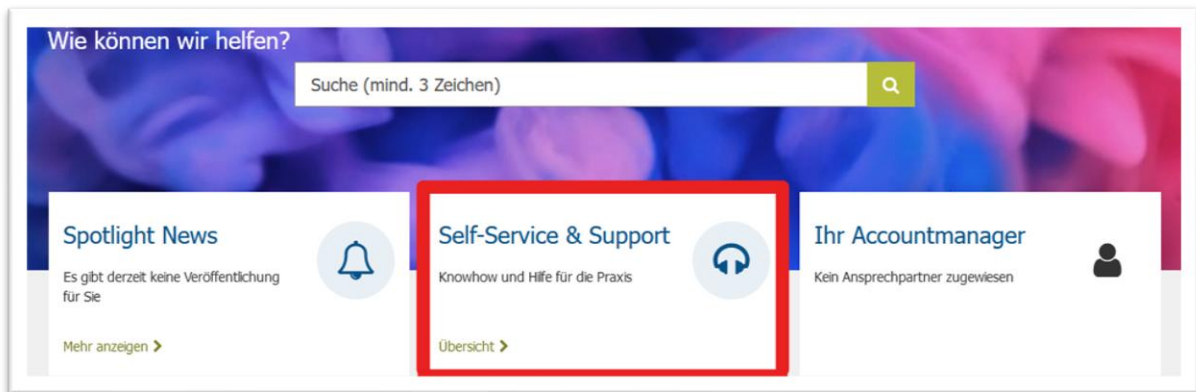 Wie können wir helfen?
Suche (mind. 3 Zeichen)
Spotlight News
Es gibt derzeit keine Veröffentlichung
für Sie
Mehr anzeigen
Self-Service & Support
Knowhow und Hilfe für die Praxis
Übersicht
Ihr Accountmanager
Kein Ansprechpartner zugewiesen